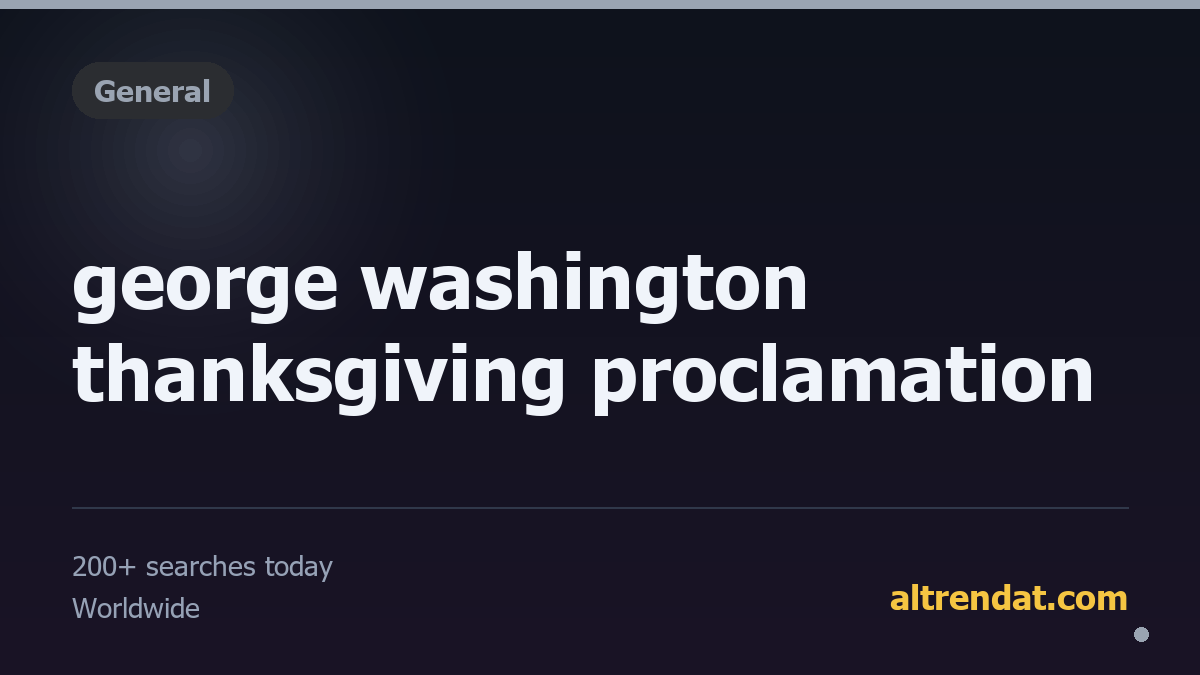 General
george washington
thanksgiving proclamation
200+ searches today
Worldwide
altrendat.com